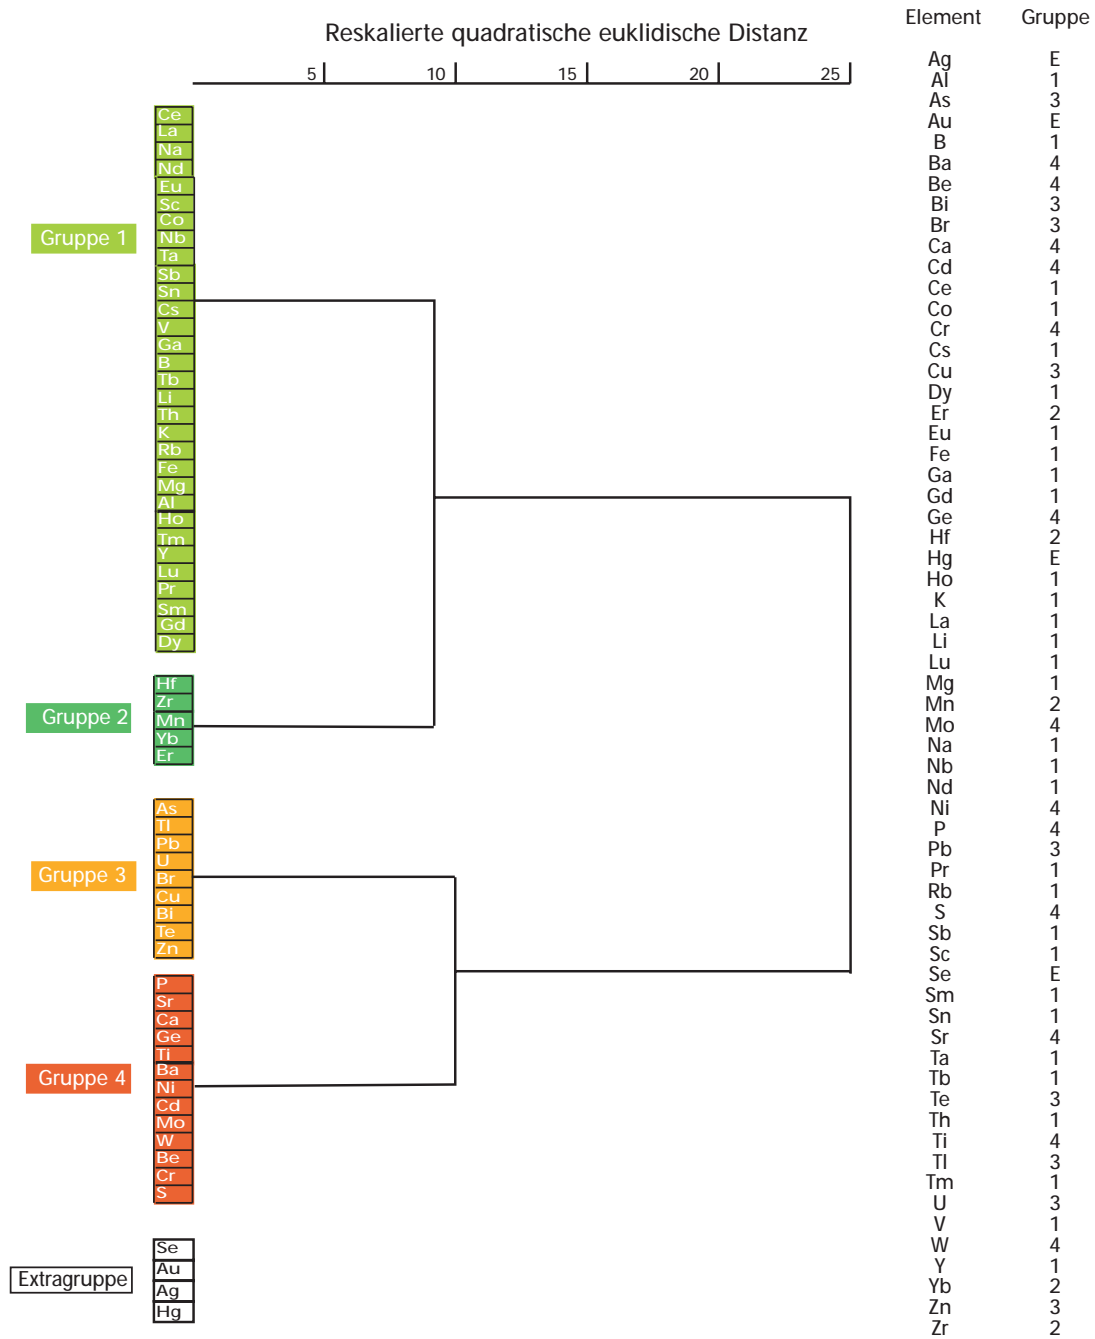 Reskalierte quadratische euklidische Distanz
5 10 15 20 25
Gruppe 1
Ce
La
Na
Nd
Eu
Sc
Co
Nb
Ta
Sb
Sn
Cs
V
Ga
B
Tb
Li
Th
K
Rb
Fe
Mg
Al
Ho
Tm
Y
Lu
Pr
Sm
Gd
Dy
Gruppe 2
Hf
Zr
Mn
Yb
Er
Gruppe 3
As
Tl
Pb
U
Br
Cu
Bi
Te
Zn
Gruppe 4
P
Sr
Ca
Ge
Ti
Ba
Ni
Cd
Mo
W
Be
Cr
S
Extragruppe
Se
Au
Ag
Hg
Element Gruppe
Ag E
Al 1
As 3
Au E
B 1
Ba 4
Be 4
Bi 3
Br 3
Ca 4
Cd 4
Ce 1
Co 1
Cr 4
Cs 1
Cu 3
Dy 1
Er 2
Eu 1
Fe 1
Ga 1
Gd 1
Ge 4
Hf 2
Hg E
Ho 1
K 1
La 1
Li 1
Lu 1
Mg 1
Mn 2
Mo 4
Na 1
Nb 1
Nd 1
Ni 4
P 4
Pb 3
Pr 1
Rb 1
S 4
Sb 1
Sc 1
Se E
Sm 1
Sn 1
Sr 4
Ta 1
Tb 1
Te 3
Th 1
Ti 4
Tl 3
Tm 1
U 3
V 1
W 4
Y 1
Yb 2
Zn 3
Zr 2